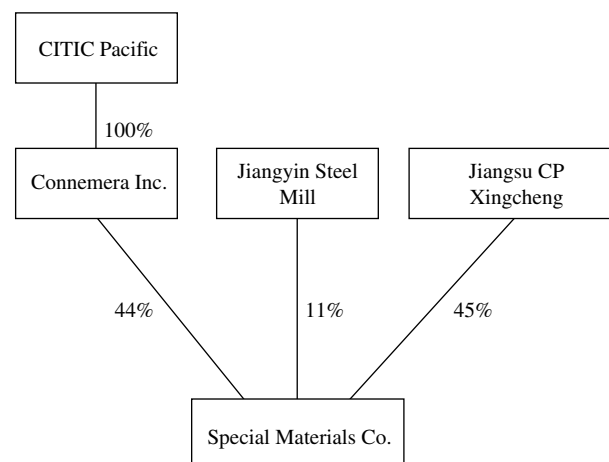 CITIC Pacific
100%
Connemera Inc.
Jiangyin Steel
Mill
Jiangsu CP
Xingcheng
44%
11%
45%
Special Materials Co.